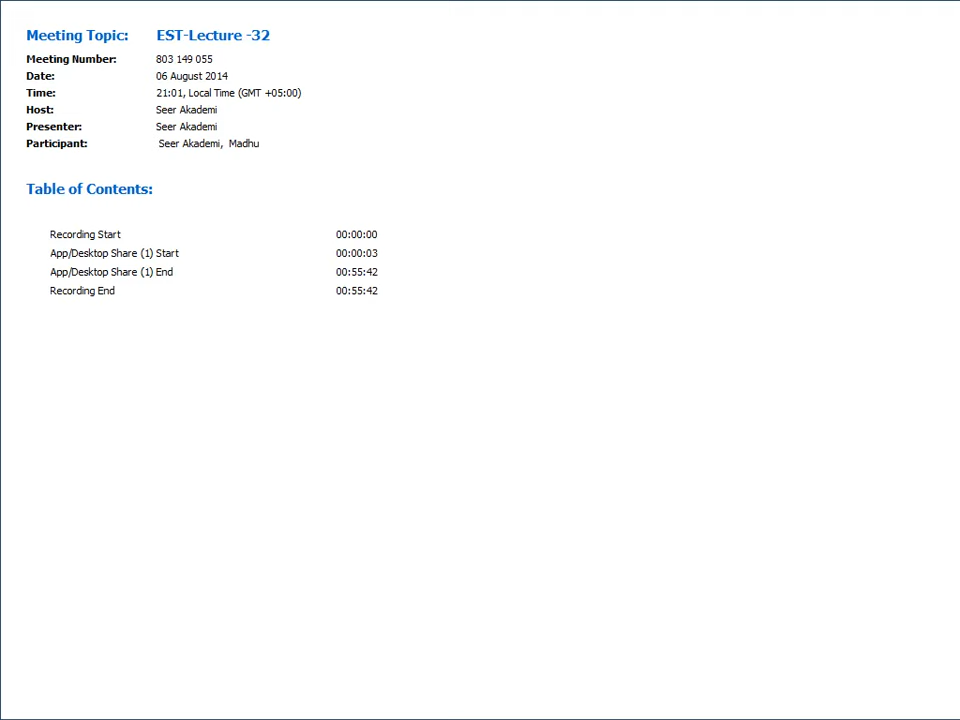 Meeting Topic: EST-Lecture -32
Meeting Number: 803 149 055
Date: 06 August 2014
Time: 21:01, Local Time (GMT +05:00)
Host: Seer Akademi
Presenter: Seer Akademi
Participant: Seer Akademi, Madhu
Table of Contents:
Recording Start 00:00:00
App/Desktop Share (1) Start 00:00:03
App/Desktop Share (1) End 00:55:42
Recording End 00:55:42